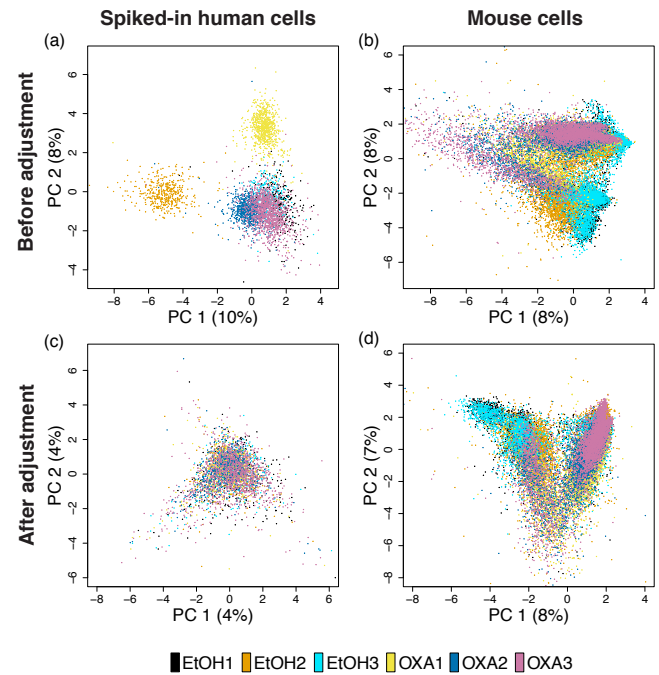 Spiked-in human cells
Mouse cells
Before adjustment
After adjustment
(a)
PC 2 (8%)
6
4
2
0
−2
−4
−8 −6 −4 −2 0 2 4
PC 1 (10%)
(b)
PC 2 (8%)
6
4
2
0
−2
−4
−6
−8 −6 −4 −2 0 2 4
PC 1 (8%)
(c)
PC 2 (4%)
6
4
2
0
−2
−4
−6
−8 −6 −4 −2 0 2 4 6
PC 1 (4%)
(d)
PC 2 (7%)
6
4
2
0
−2
−4
−6
−8
−8 −6 −4 −2 0 2 4
PC 1 (8%)
EtOH1 EtOH2 EtOH3 OXA1 OXA2 OXA3